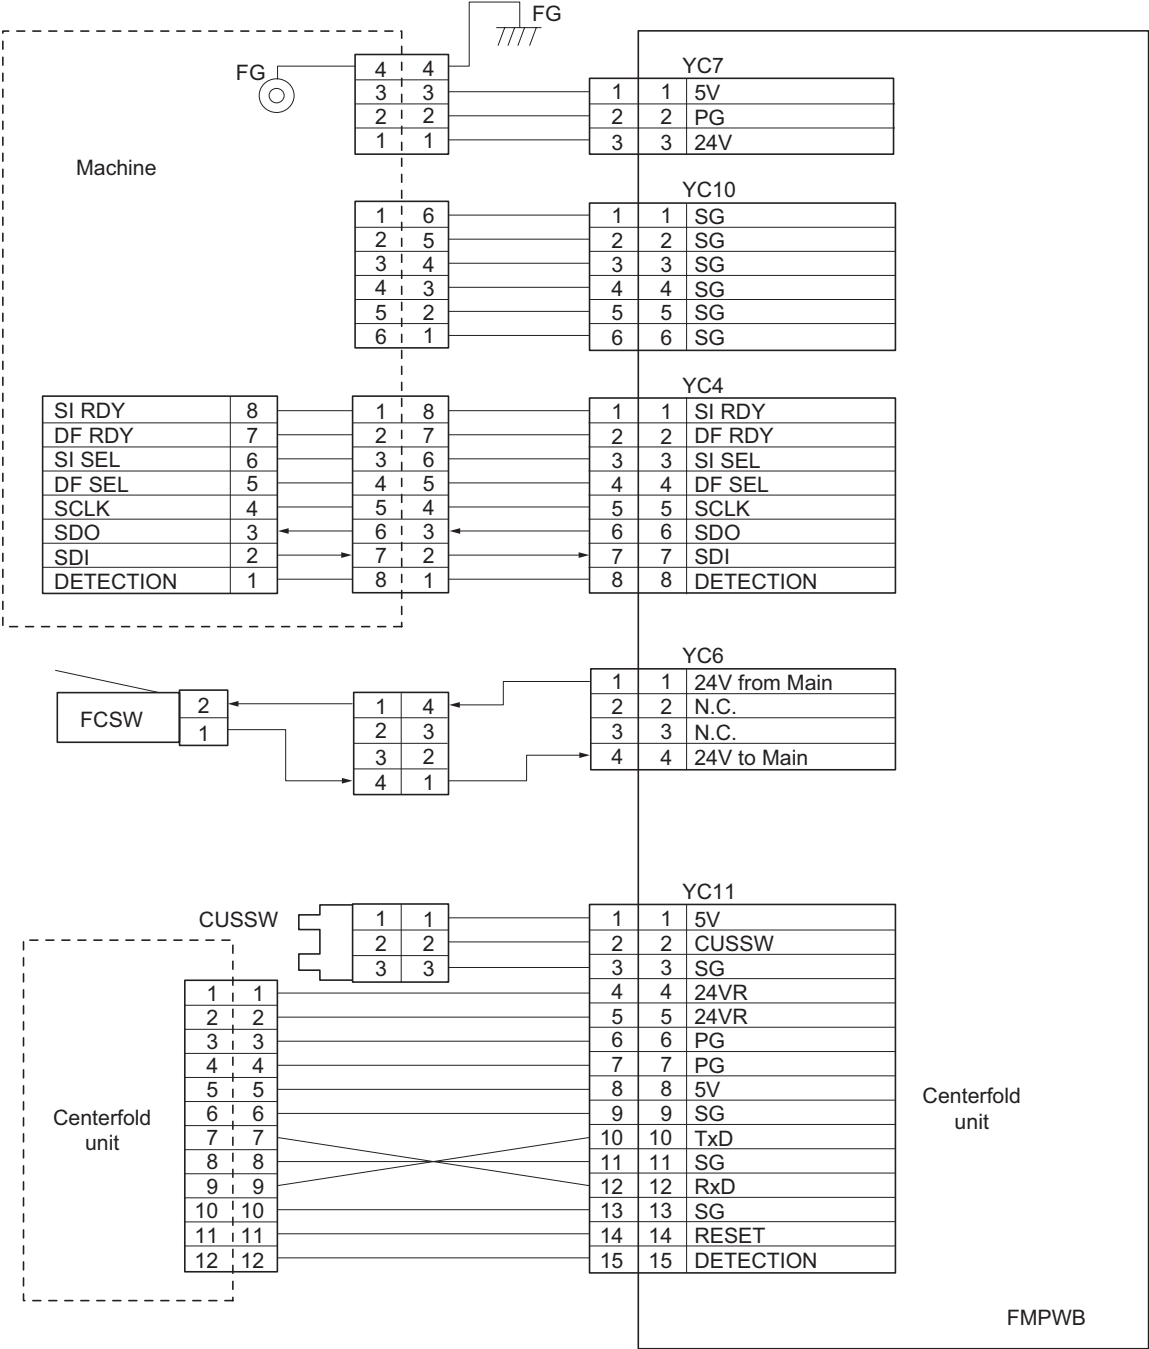 FG
FG
Machine
4 4
3 3
2 2
1 1
YC7
1 1 5V
2 2 PG
3 3 24V
1 6
2 5
3 4
4 3
5 2
6 1
YC10
1 1 SG
2 2 SG
3 3 SG
4 4 SG
5 5 SG
6 6 SG
YC4
SI RDY 8 1 8 1 1 SI RDY
DF RDY 7 2 7 2 2 DF RDY
SI SEL 6 3 6 3 3 SI SEL
DF SEL 5 4 5 4 4 DF SEL
SCLK 4 5 4 5 5 SCLK
SDO 3 6 3 6 6 SDO
SDI 2 7 2 7 7 SDI
DETECTION 1 8 1 8 8 DETECTION
FCSW
2
1
1 4
2 3
3 2
4 1
YC6
1 1 24V from Main
2 2 N.C.
3 3 N.C.
4 4 24V to Main
CUSSW
1 1
2 2
3 3
YC11
1 1 5V
2 2 CUSSW
3 3 SG
4 4 24VR
5 5 24VR
6 6 PG
7 7 PG
8 8 5V
9 9 SG
10 10 TxD
11 11 SG
12 12 RxD
13 13 SG
14 14 RESET
15 15 DETECTION
Centerfold
unit
1 1
2 2
3 3
4 4
5 5
6 6
7 7
8 8
9 9
10 10
11 11
12 12
Centerfold
unit
FMPWB